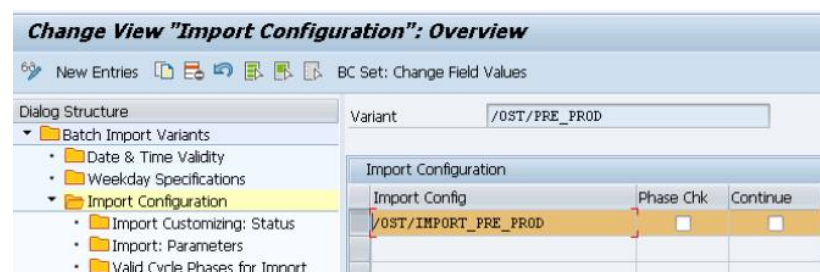 Change View "Import Configuration": Overview
New Entries BC Set: Change Field Values
Dialog Structure
Batch Import Variants
Date & Time Validity
Weekday Specifications
Import Configuration
Import Customizing: Status
Import: Parameters
Valid Cycle Phases for Import
Variant /OST/PRE_PROD
Import Configuration
Import Config Phase Chk Continue
/OST/IMPORT_PRE_PROD